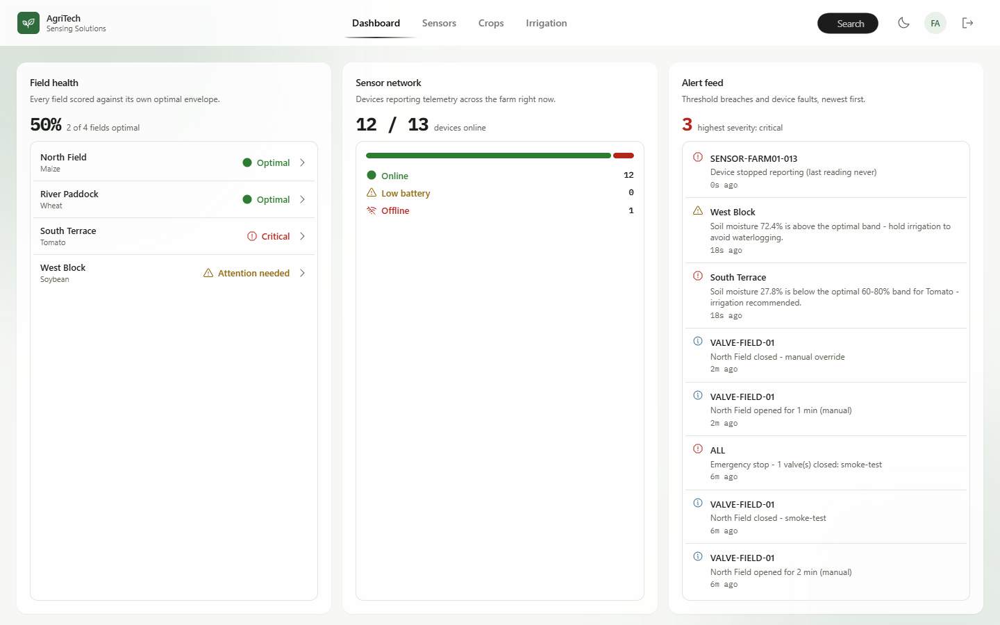 AgriTech
Sensing Solutions
Dashboard
Sensors
Crops
Irrigation
Search
FA
Field health
Every field scored against its own optimal envelope.
50% 2 of 4 fields optimal
North Field
Maize
Optimal
River Paddock
Wheat
Optimal
South Terrace
Tomato
Critical
West Block
Soybean
Attention needed
Sensor network
Devices reporting telemetry across the farm right now.
12 / 13 devices online
Online 12
Low battery 0
Offline 1
Alert feed
Threshold breaches and device faults, newest first.
3 highest severity: critical
SENSOR-FARM01-013
Device stopped reporting (last reading never)
0s ago
West Block
Soil moisture 72.4% is above the optimal band - hold irrigation to
avoid waterlogging.
18s ago
South Terrace
Soil moisture 27.8% is below the optimal 60-80% band for Tomato -
irrigation recommended.
18s ago
VALVE-FIELD-01
North Field closed - manual override
2m ago
VALVE-FIELD-01
North Field opened for 1 min (manual)
2m ago
ALL
Emergency stop - 1 valve(s) closed: smoke-test
6m ago
VALVE-FIELD-01
North Field closed - smoke-test
6m ago
VALVE-FIELD-01
North Field opened for 2 min (manual)
6m ago